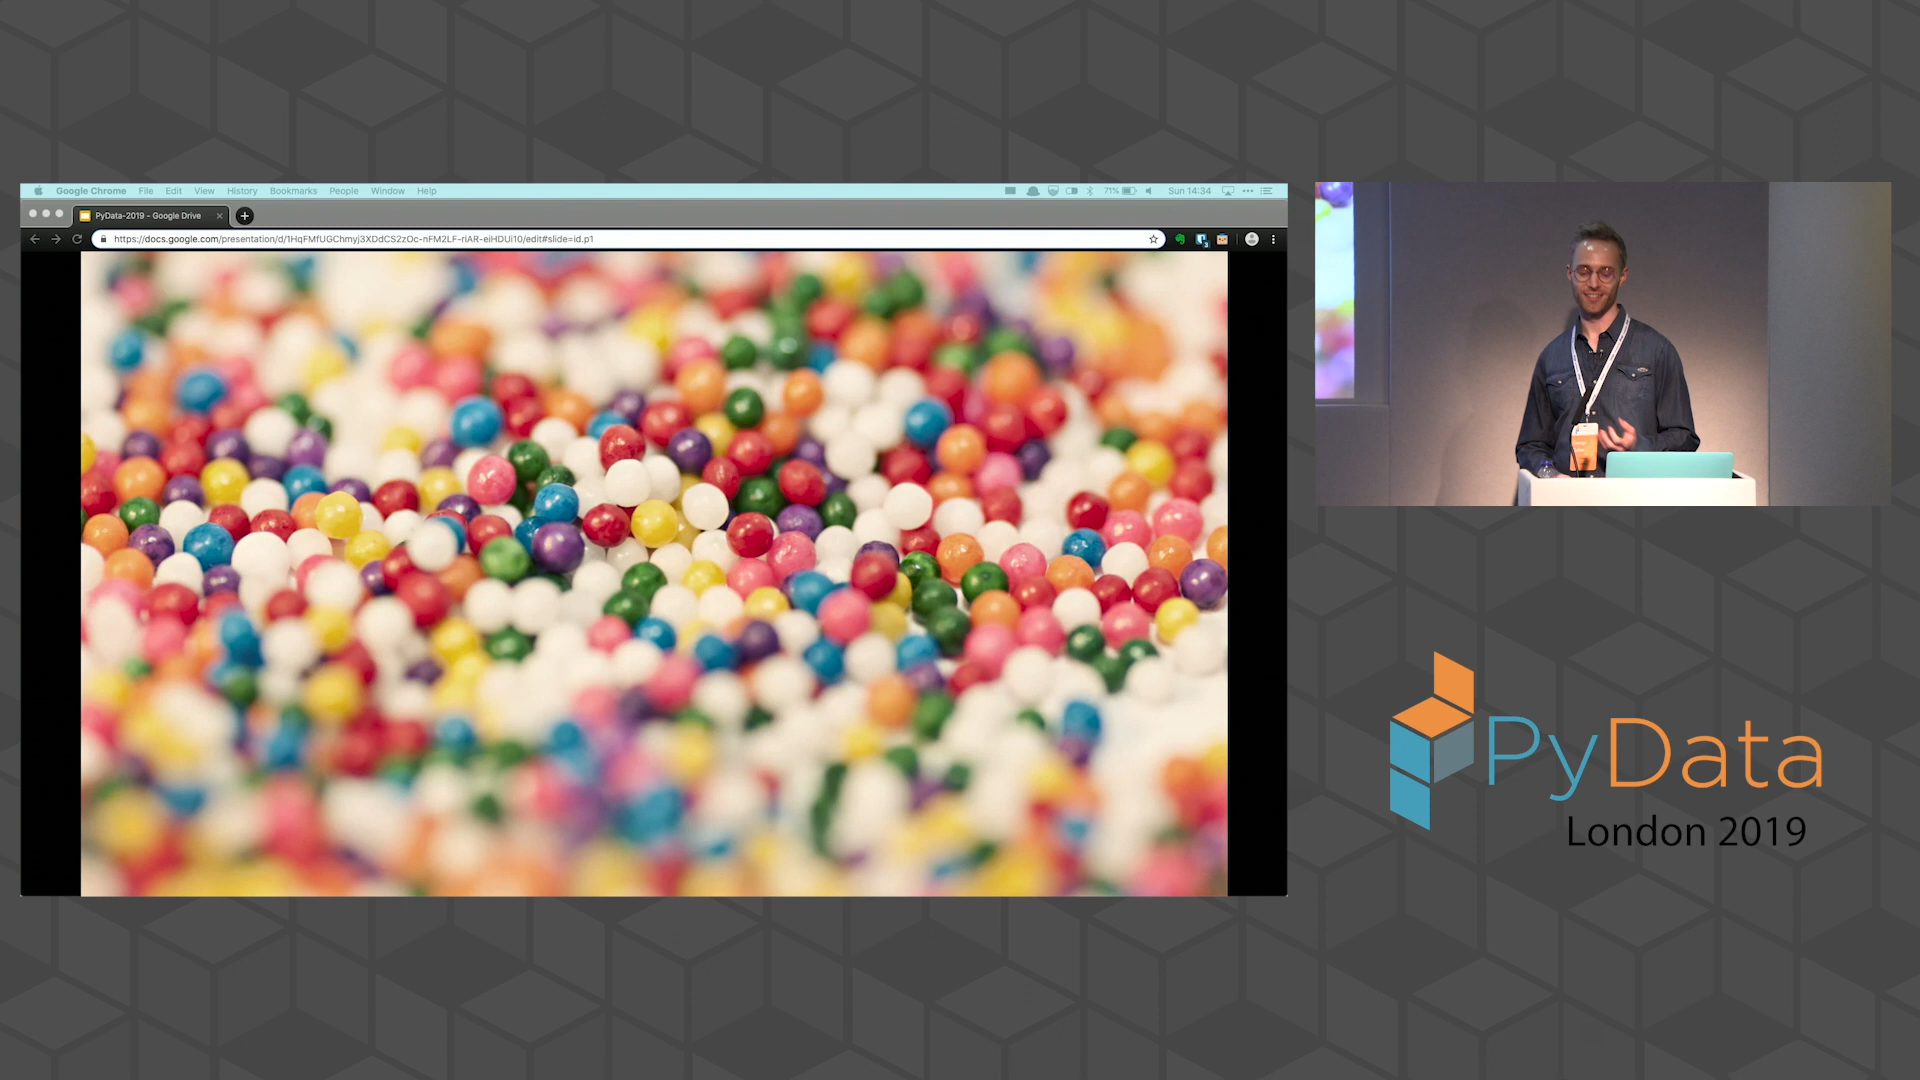 Google Chrome File Edit View History Bookmarks People Window Help 71% Sun 14:34
PyData-2019 - Google Drive
https://docs.google.com/presentation/d/1HqFMfUGChmyj3XDdCS2zOc-nFM2LF-riAR-eiHDUi10/edit#slide=id.p1
PyData
London 2019